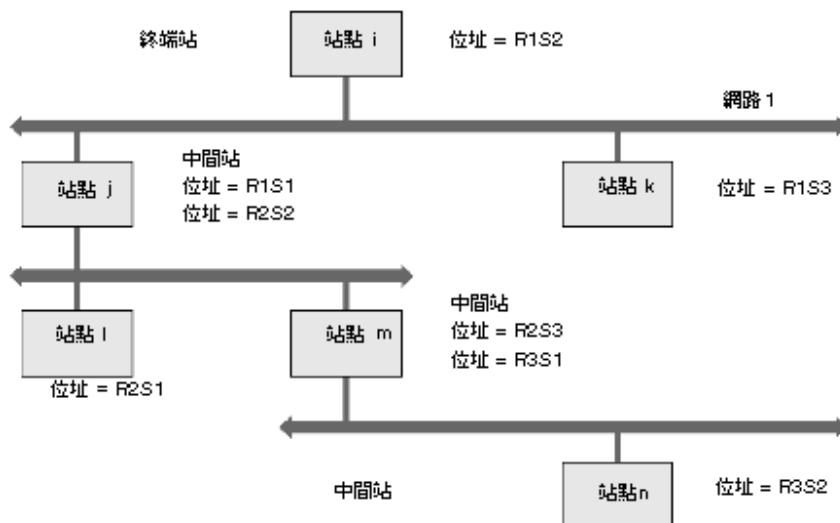 終端站
站點 i
位址 = R1S2
網路 1
站點 j
中間站
位址 = R1S1
位址 = R2S2
站點 k
位址 = R1S3
站點 l
位址 = R2S1
站點 m
中間站
位址 = R2S3
位址 = R3S1
中間站
站點n
位址 = R3S2